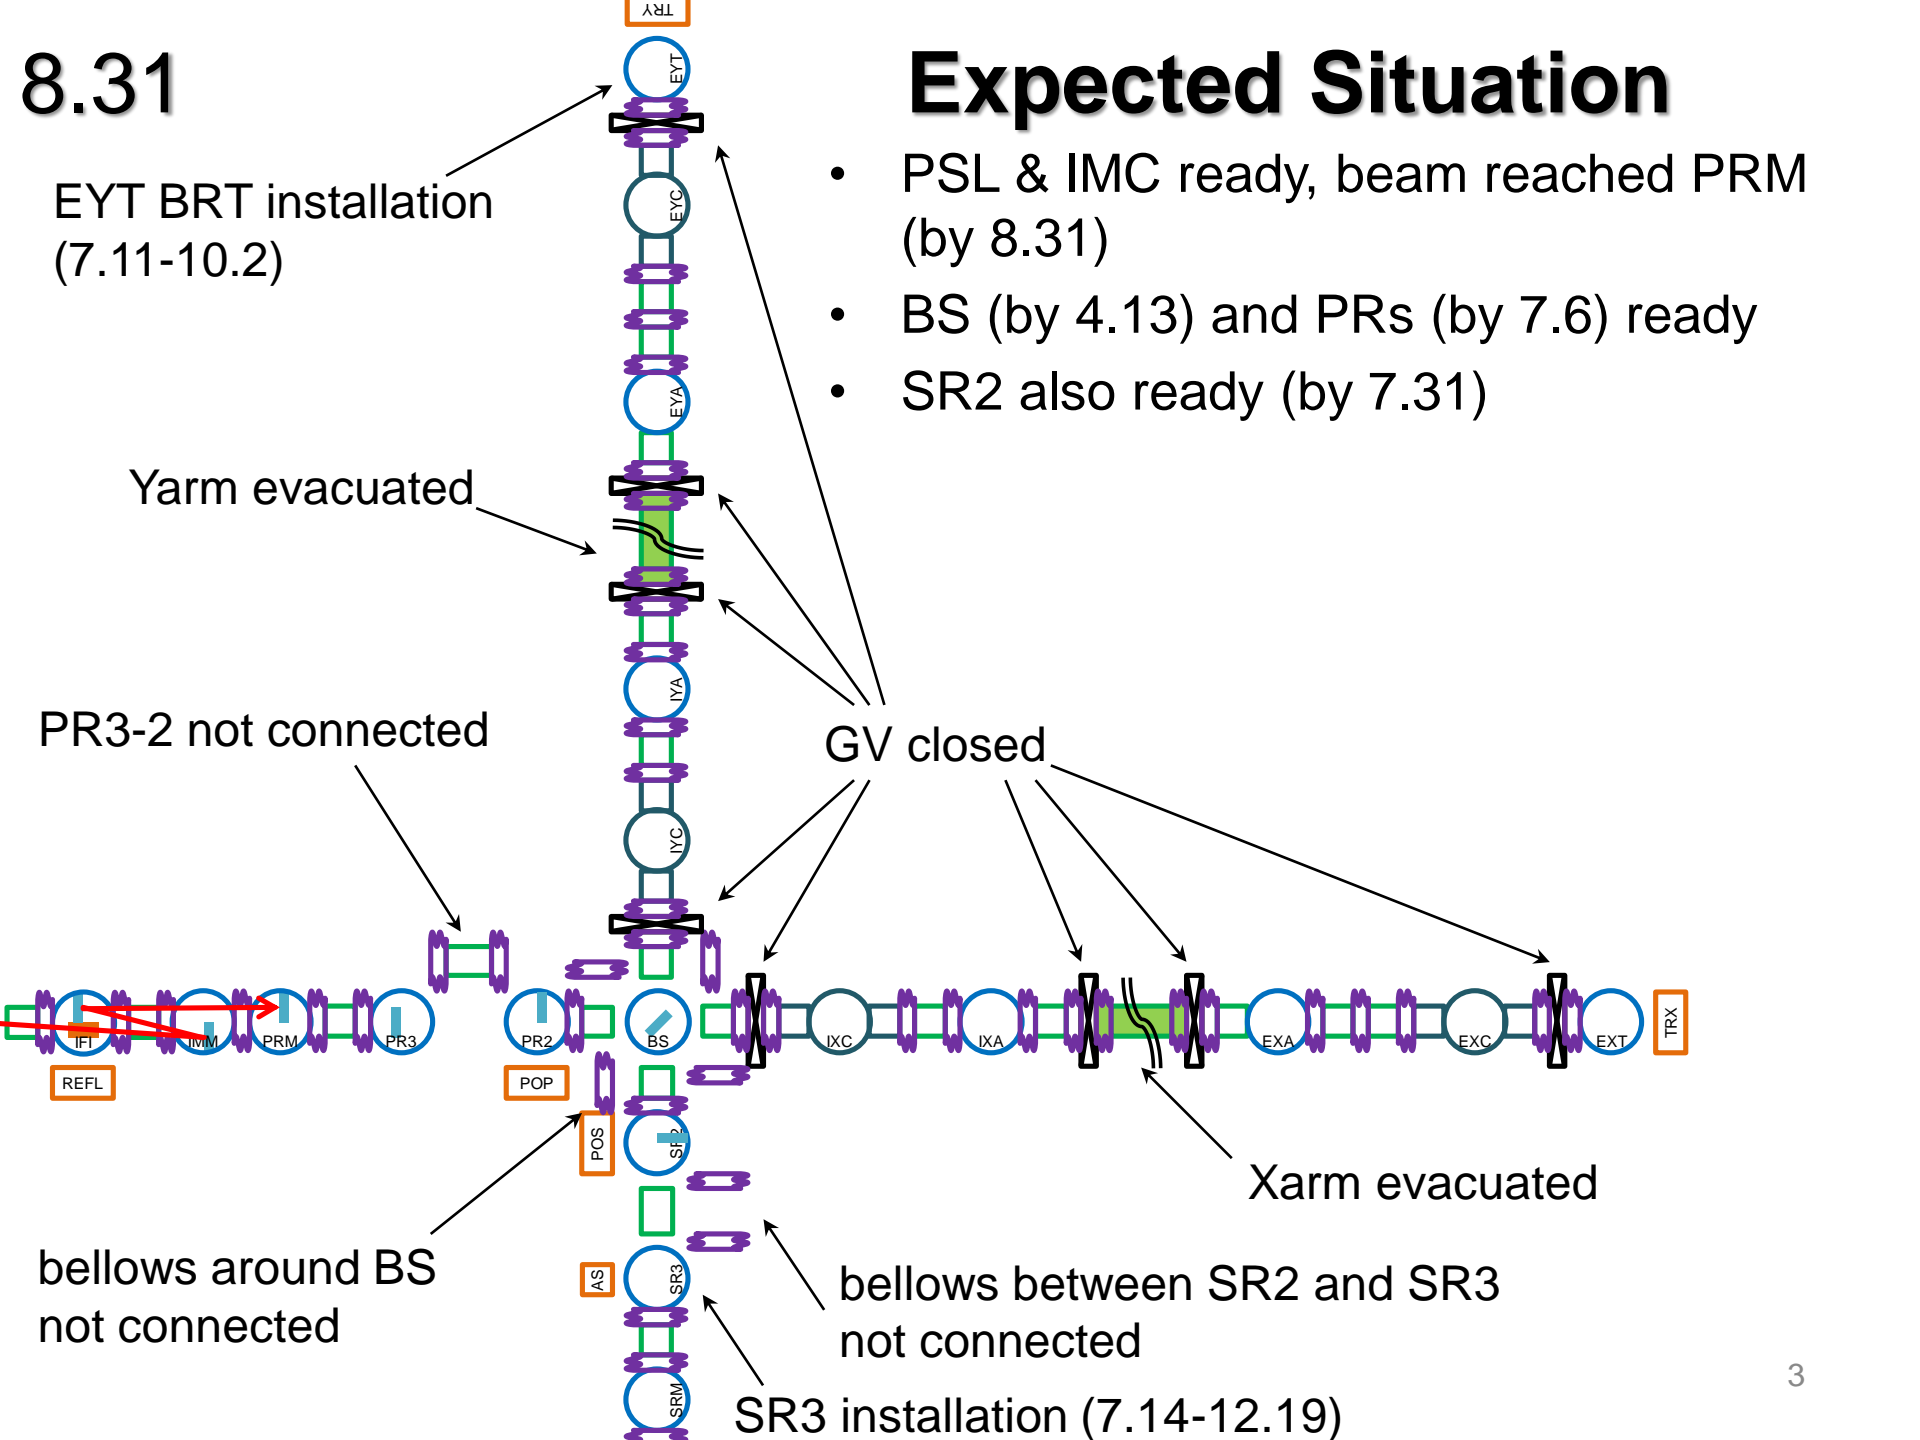 TRY
8.31
Expected Situation
EYT
EYT BRT installation
(7.11-10.2)
• PSL & IMC ready, beam reached PRM
(by 8.31)
• BS (by 4.13) and PRs (by 7.6) ready
• SR2 also ready (by 7.31)
EYC
EYA
Yarm evacuated
IYA
PR3-2 not connected
GV closed
IYC
IFI
IMM
PRM
PR3
PR2
BS
IXC
IXA
EXA
EXC
EXT
TRX
REFL
POP
POS
SR2
Xarm evacuated
bellows around BS
not connected
AS
SR3
bellows between SR2 and SR3
not connected
SRM
SR3 installation (7.14-12.19)
3